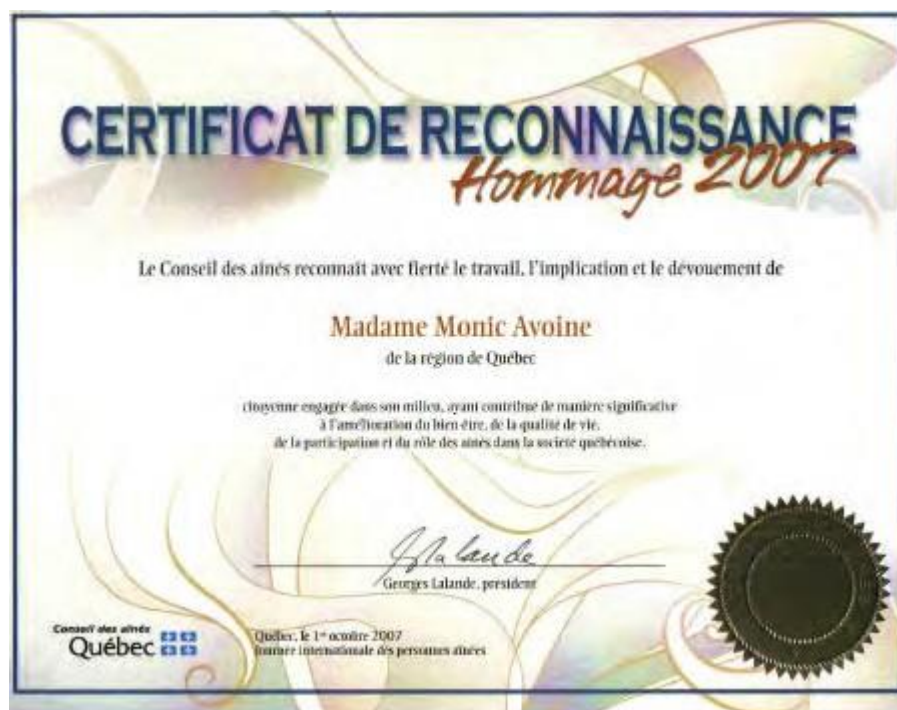 CERTIFICAT DE RECONNAISSANCE
Hommage 2007
Le Conseil des aînés reconnaît avec fierté le travail, l'implication et le dévouement de
Madame Monic Avoine
de la région de Québec
citoyenne engagée dans son milieu, ayant contribué de manière significative
à l'amélioration du bien-être, de la qualité de vie,
de la participation et du rôle des aînés dans la société québécoise.
GLalande
Georges Lalande, président
Conseil des aînés
Québec
Québec, le 1er octobre 2007
Journée internationale des personnes aînées